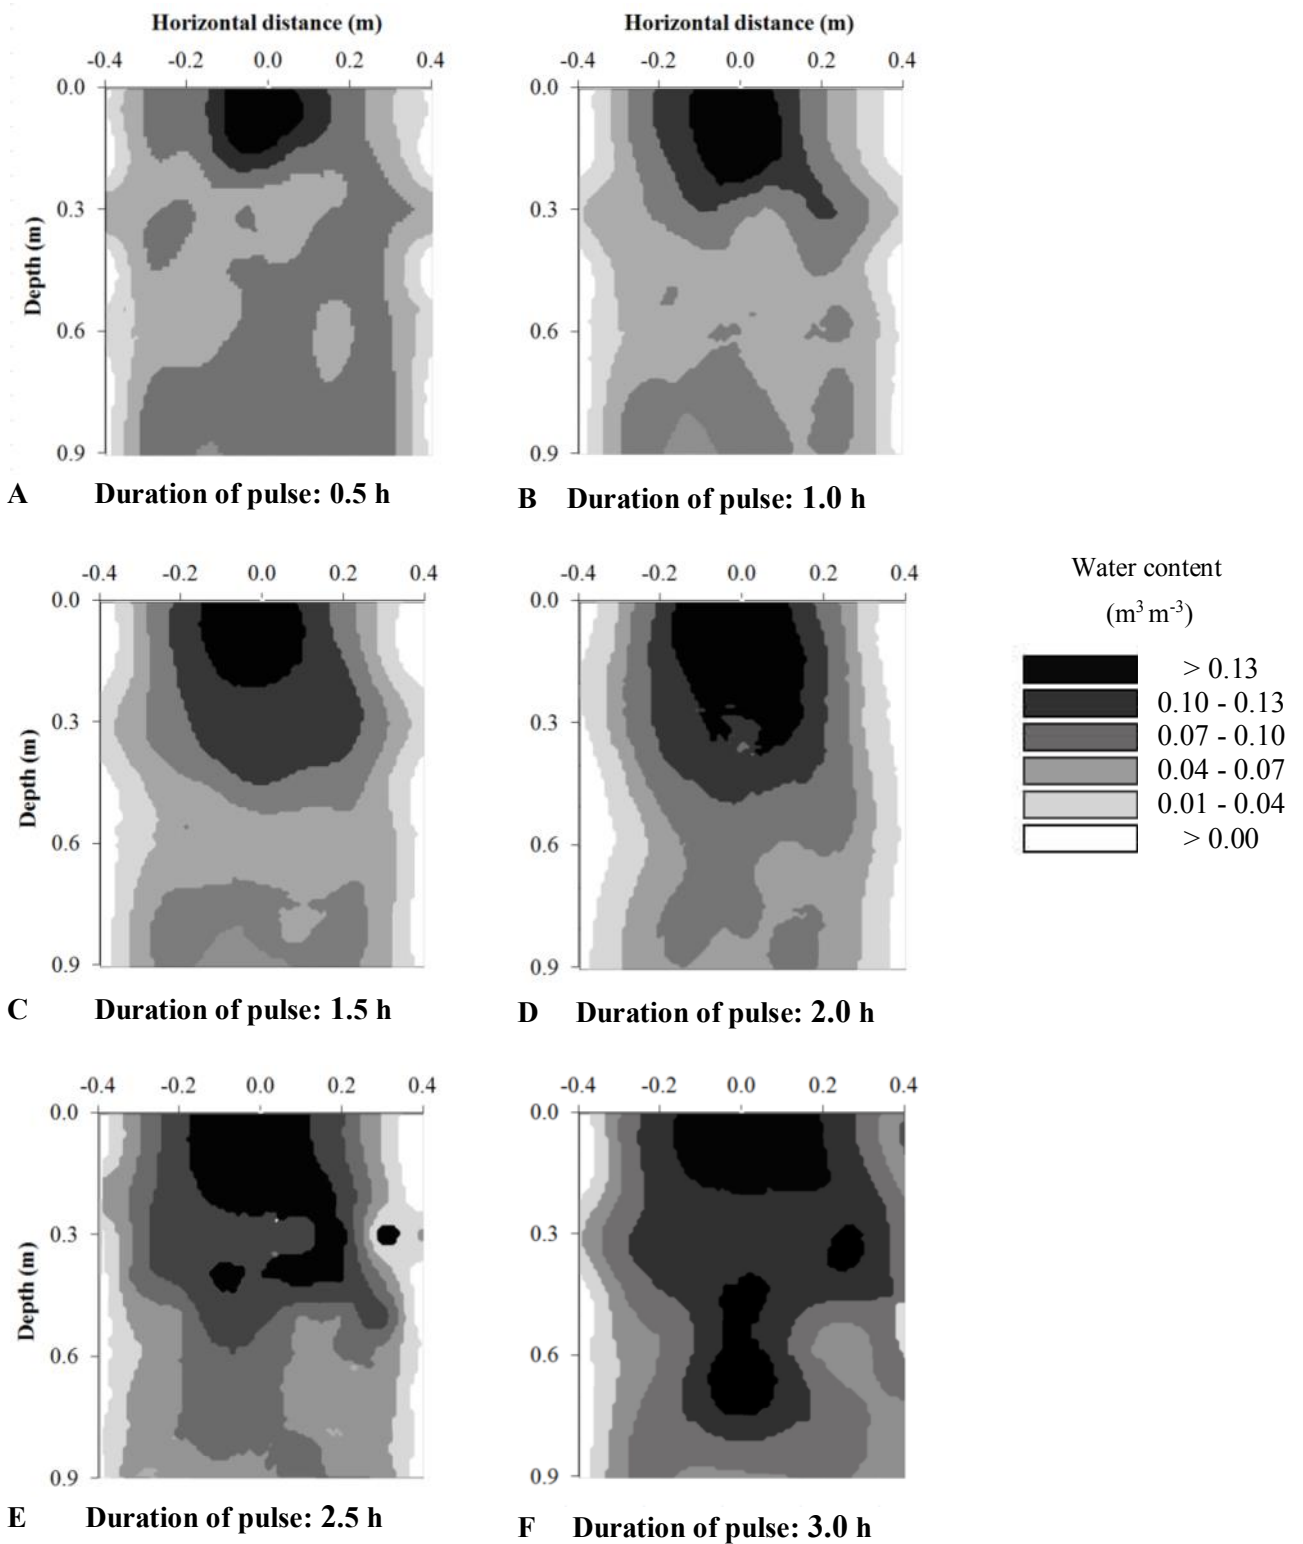 Horizontal distance (m)
Horizontal distance (m)
-0.4 -0.2 0.0 0.2 0.4
-0.4 -0.2 0.0 0.2 0.4
0.0
0.3
0.6
0.9
Depth (m)
0.0
0.3
0.6
0.9
A Duration of pulse: 0.5 h
B Duration of pulse: 1.0 h
-0.4 -0.2 0.0 0.2 0.4
-0.4 -0.2 0.0 0.2 0.4
0.0
0.3
0.6
0.9
Depth (m)
0.0
0.3
0.6
0.9
C Duration of pulse: 1.5 h
D Duration of pulse: 2.0 h
Water content
(m³ m⁻³)
> 0.13
0.10 - 0.13
0.07 - 0.10
0.04 - 0.07
0.01 - 0.04
> 0.00
-0.4 -0.2 0.0 0.2 0.4
-0.4 -0.2 0.0 0.2 0.4
0.0
0.3
0.6
0.9
Depth (m)
0.0
0.3
0.6
0.9
E Duration of pulse: 2.5 h
F Duration of pulse: 3.0 h